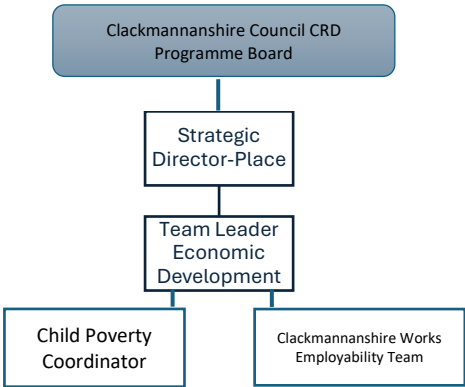 Clackmannanshire Council CRD
Programme Board
Strategic
Director-Place
Team Leader
Economic
Development
Child Poverty
Coordinator
Clackmannanshire Works
Employability Team